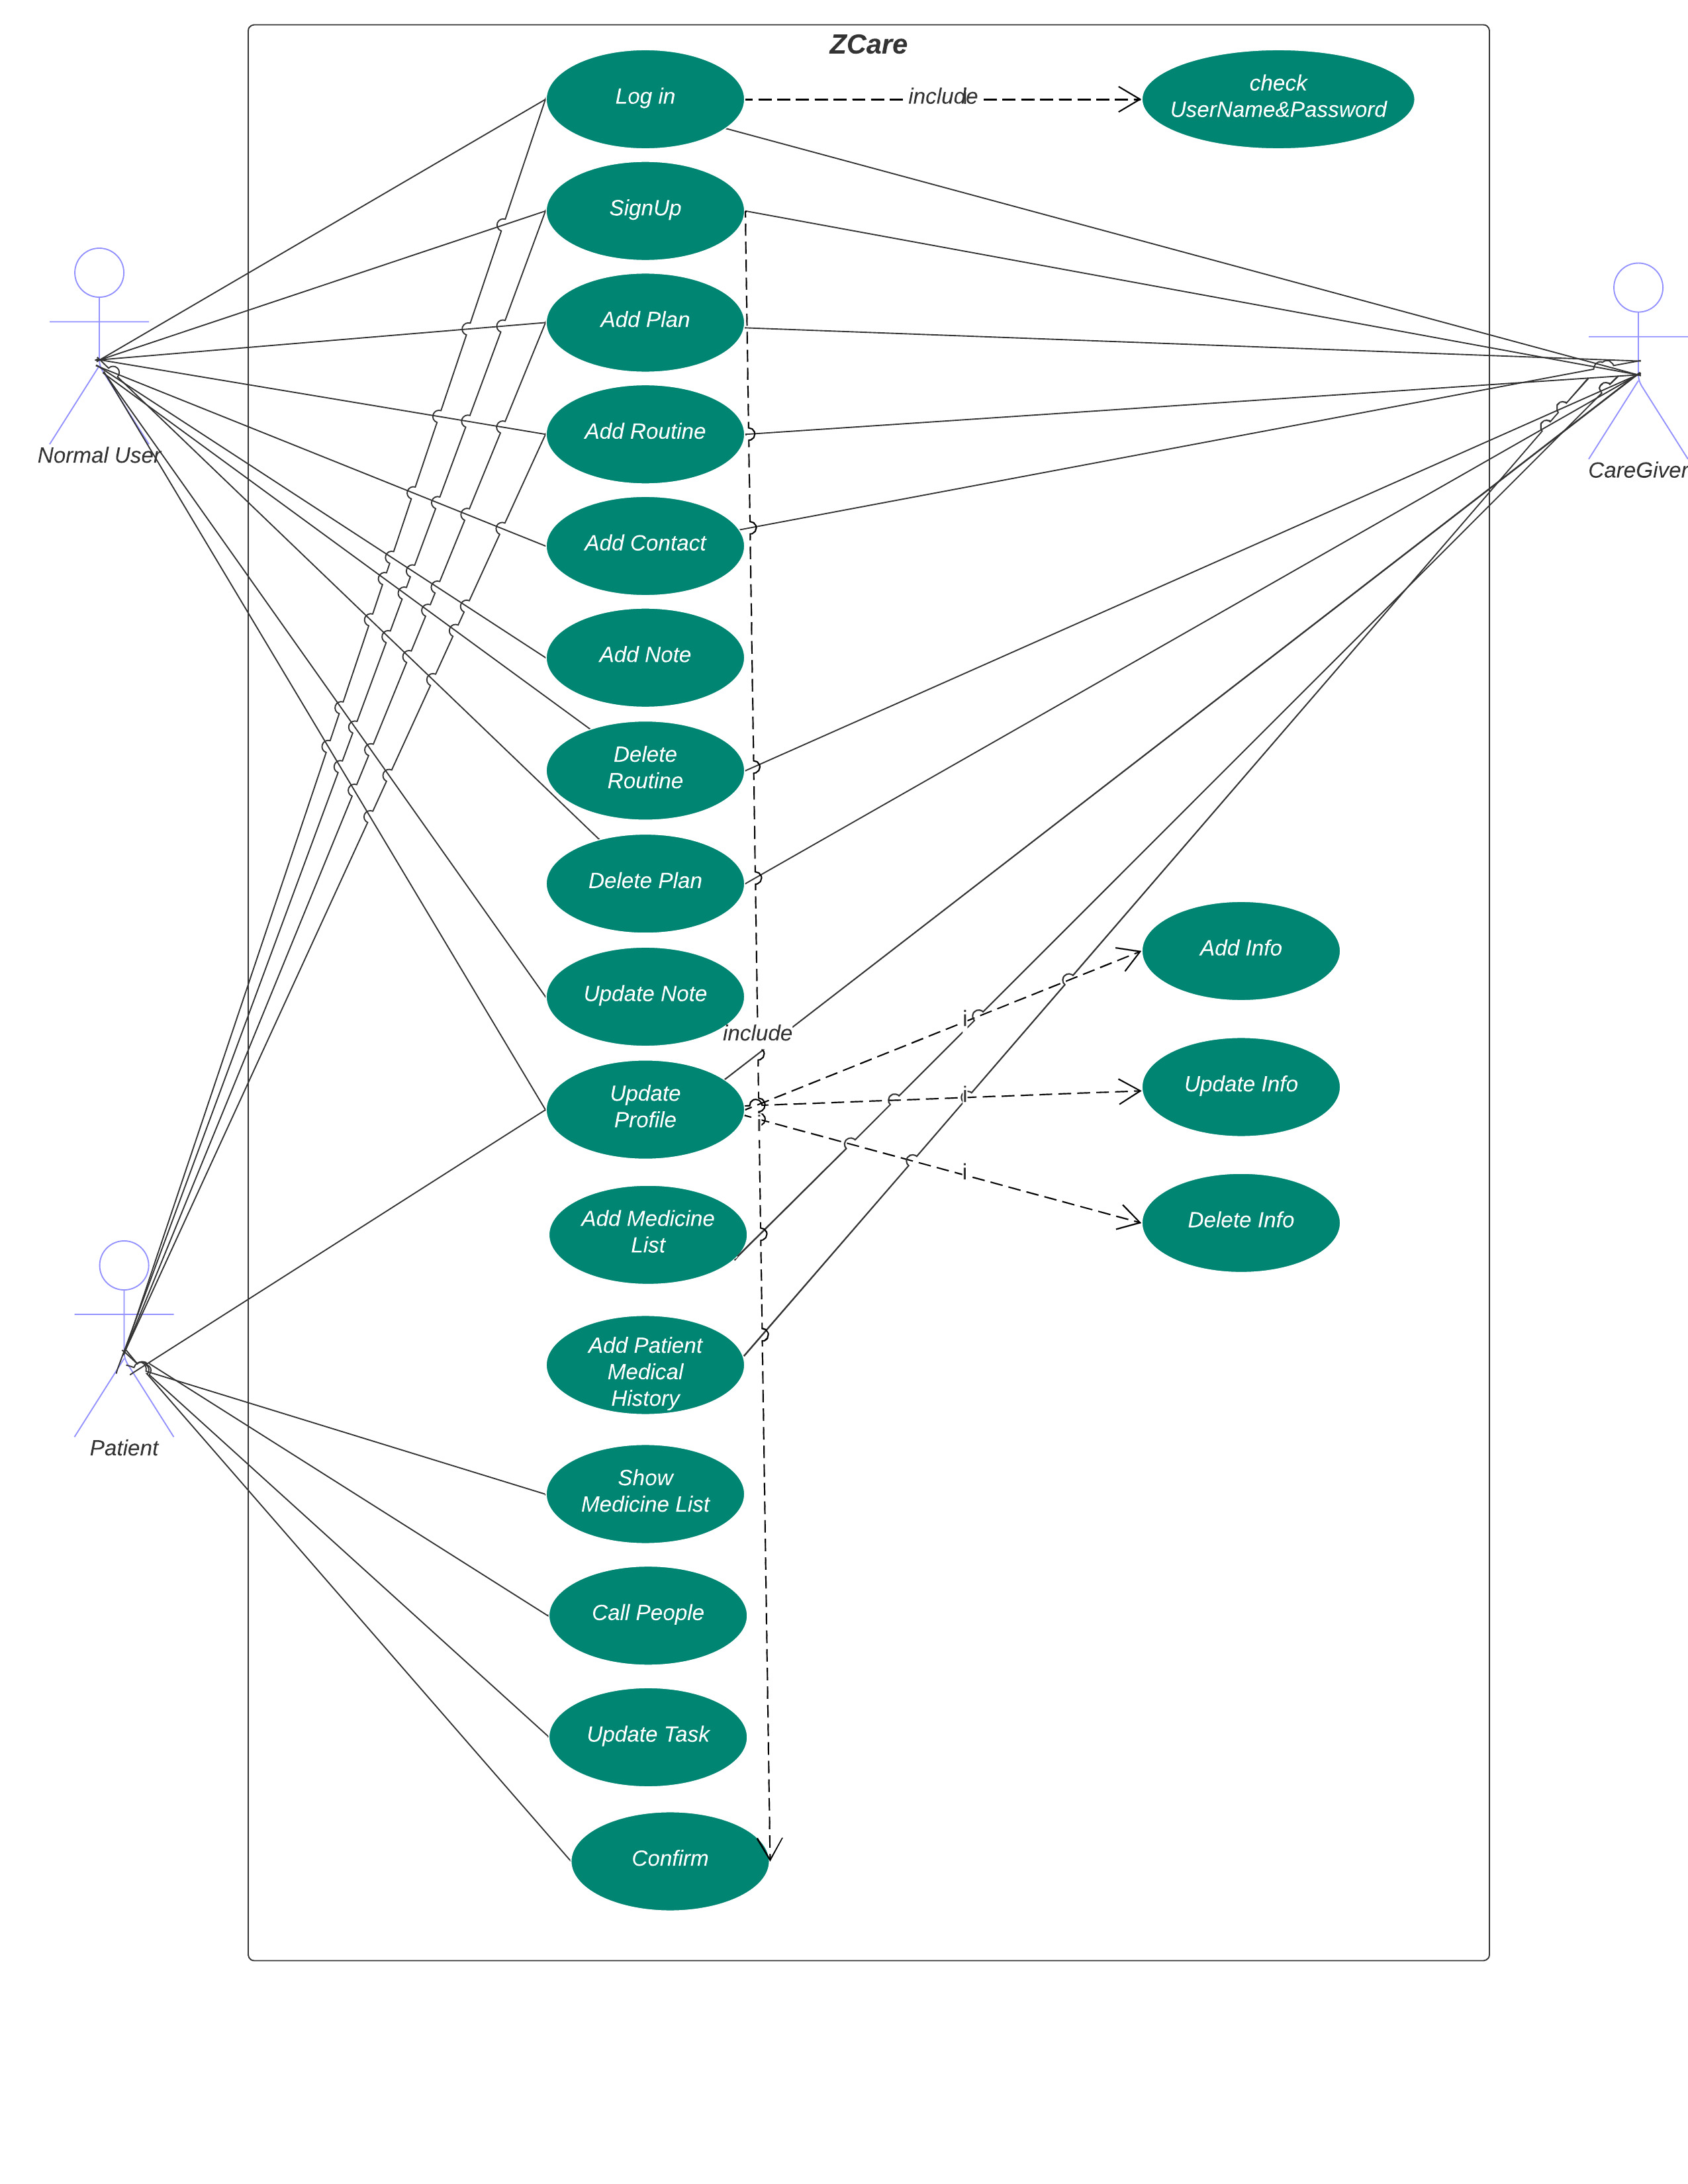 ZCare
Log in
include
check
UserName&Password
SignUp
Add Plan
Add Routine
Normal User
CareGiver
Add Contact
Add Note
Delete
Routine
Delete Plan
Add Info
Update Note
i
include
Update Info
i
Update
Profile
i
i
Delete Info
Add Medicine
List
Add Patient
Medical
History
Patient
Show
Medicine List
Call People
Update Task
Confirm